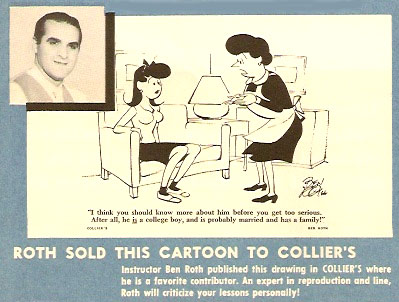 Ben Roth
"I think you should know more about him before you get too serious.
After all, he is a college boy, and is probably married and has a family!"
COLLIER'S BEN ROTH
ROTH SOLD THIS CARTOON TO COLLIER'S
Instructor Ben Roth published this drawing in COLLIER'S where
he is a favorite contributor. An expert in reproduction and line,
Roth will criticize your lessons personally!